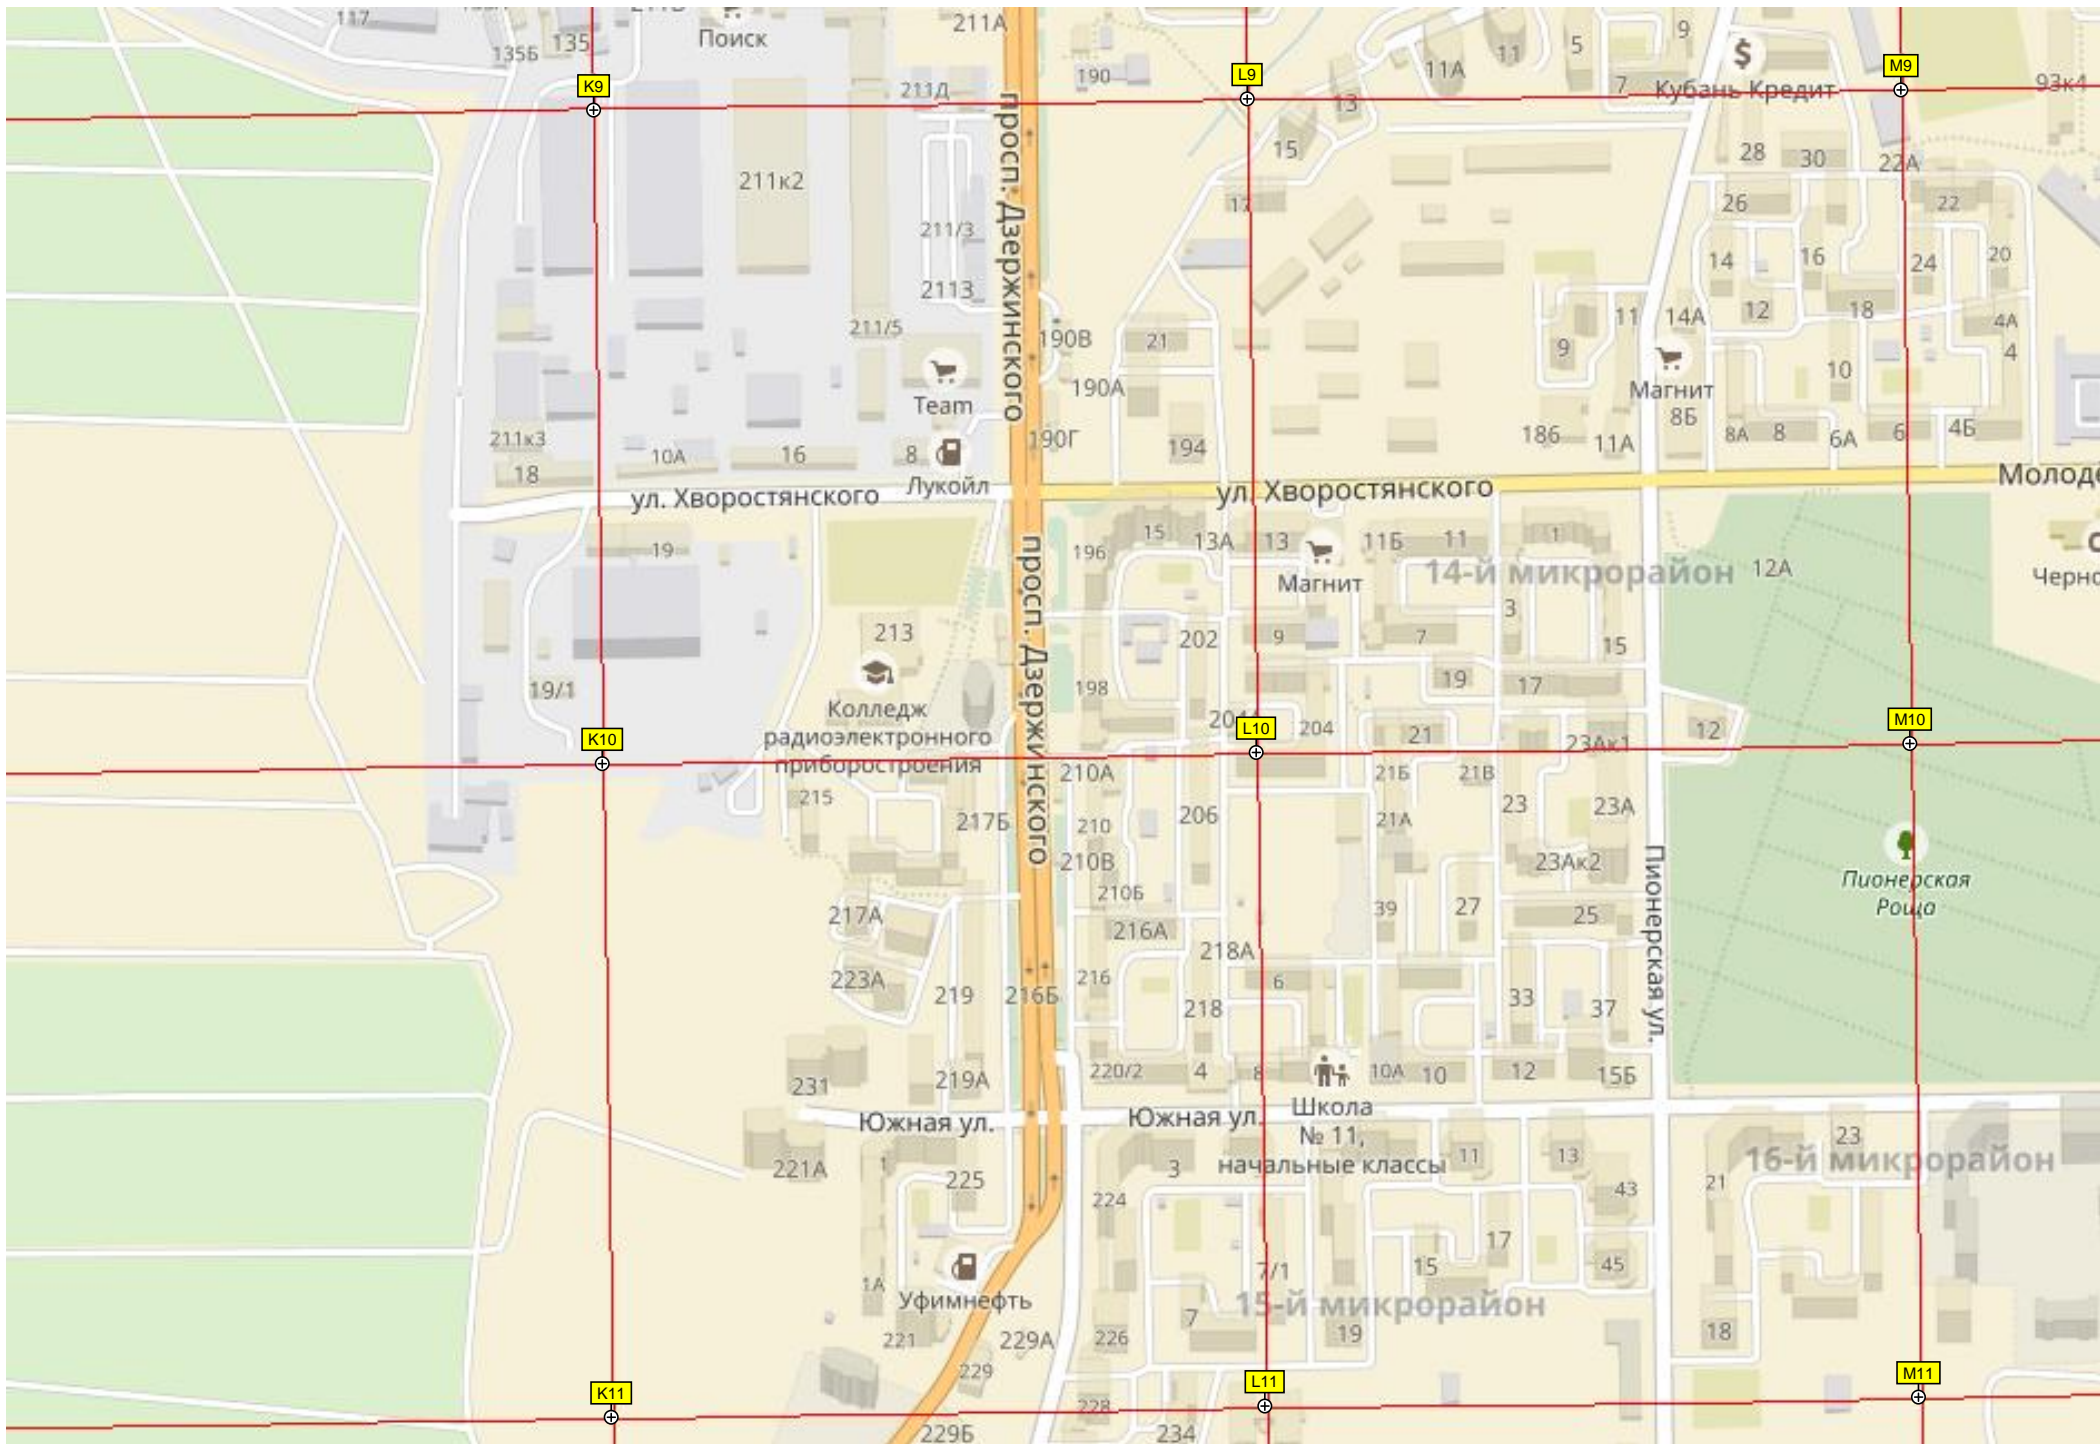 117
135Б
135
Поиск
211А
190
11А
11
5
9
7
Кубань Кредит
93к4
K9
L9
M9
211Д
13
15
28
30
22А
просп. Дзержинского
211к2
17
26
22
211/3
14
16
24
20
2113
12
18
211/5
190В
21
11
14А
4А
9
4
Team
190А
Магнит
10
8Б
211к3
190Г
194
186
11А
8А
8
6А
6
4Б
18
10А
16
8
Лукойл
ул. Хворостянского
ул. Хворостянского
19
196
15
13А
13
11Б
11
1
Магнит
14-й микрорайон
12А
просп. Дзержинского
213
202
9
7
3
15
19/1
198
19
17
Колледж
радиоэлектронного
приборостроения
204
21
23Ак1
12
K10
L10
M10
210А
21Б
21В
215
217Б
210
206
21А
23
23А
210В
23Ак2
210Б
Пионерская
Роща
217А
216А
39
27
25
218А
Пионерская ул.
223А
219
216Б
216
218
6
33
37
231
219А
220/2
4
8
10А
10
12
15Б
Южная ул.
Южная ул.
Школа
№ 11,
начальные классы
221А
1
225
3
11
13
23
16-й микрорайон
224
43
21
17
1А
Уфимнефть
7/1
15
45
15-й микрорайон
221
229А
226
7
19
18
229
K11
L11
M11
228
229Б
234